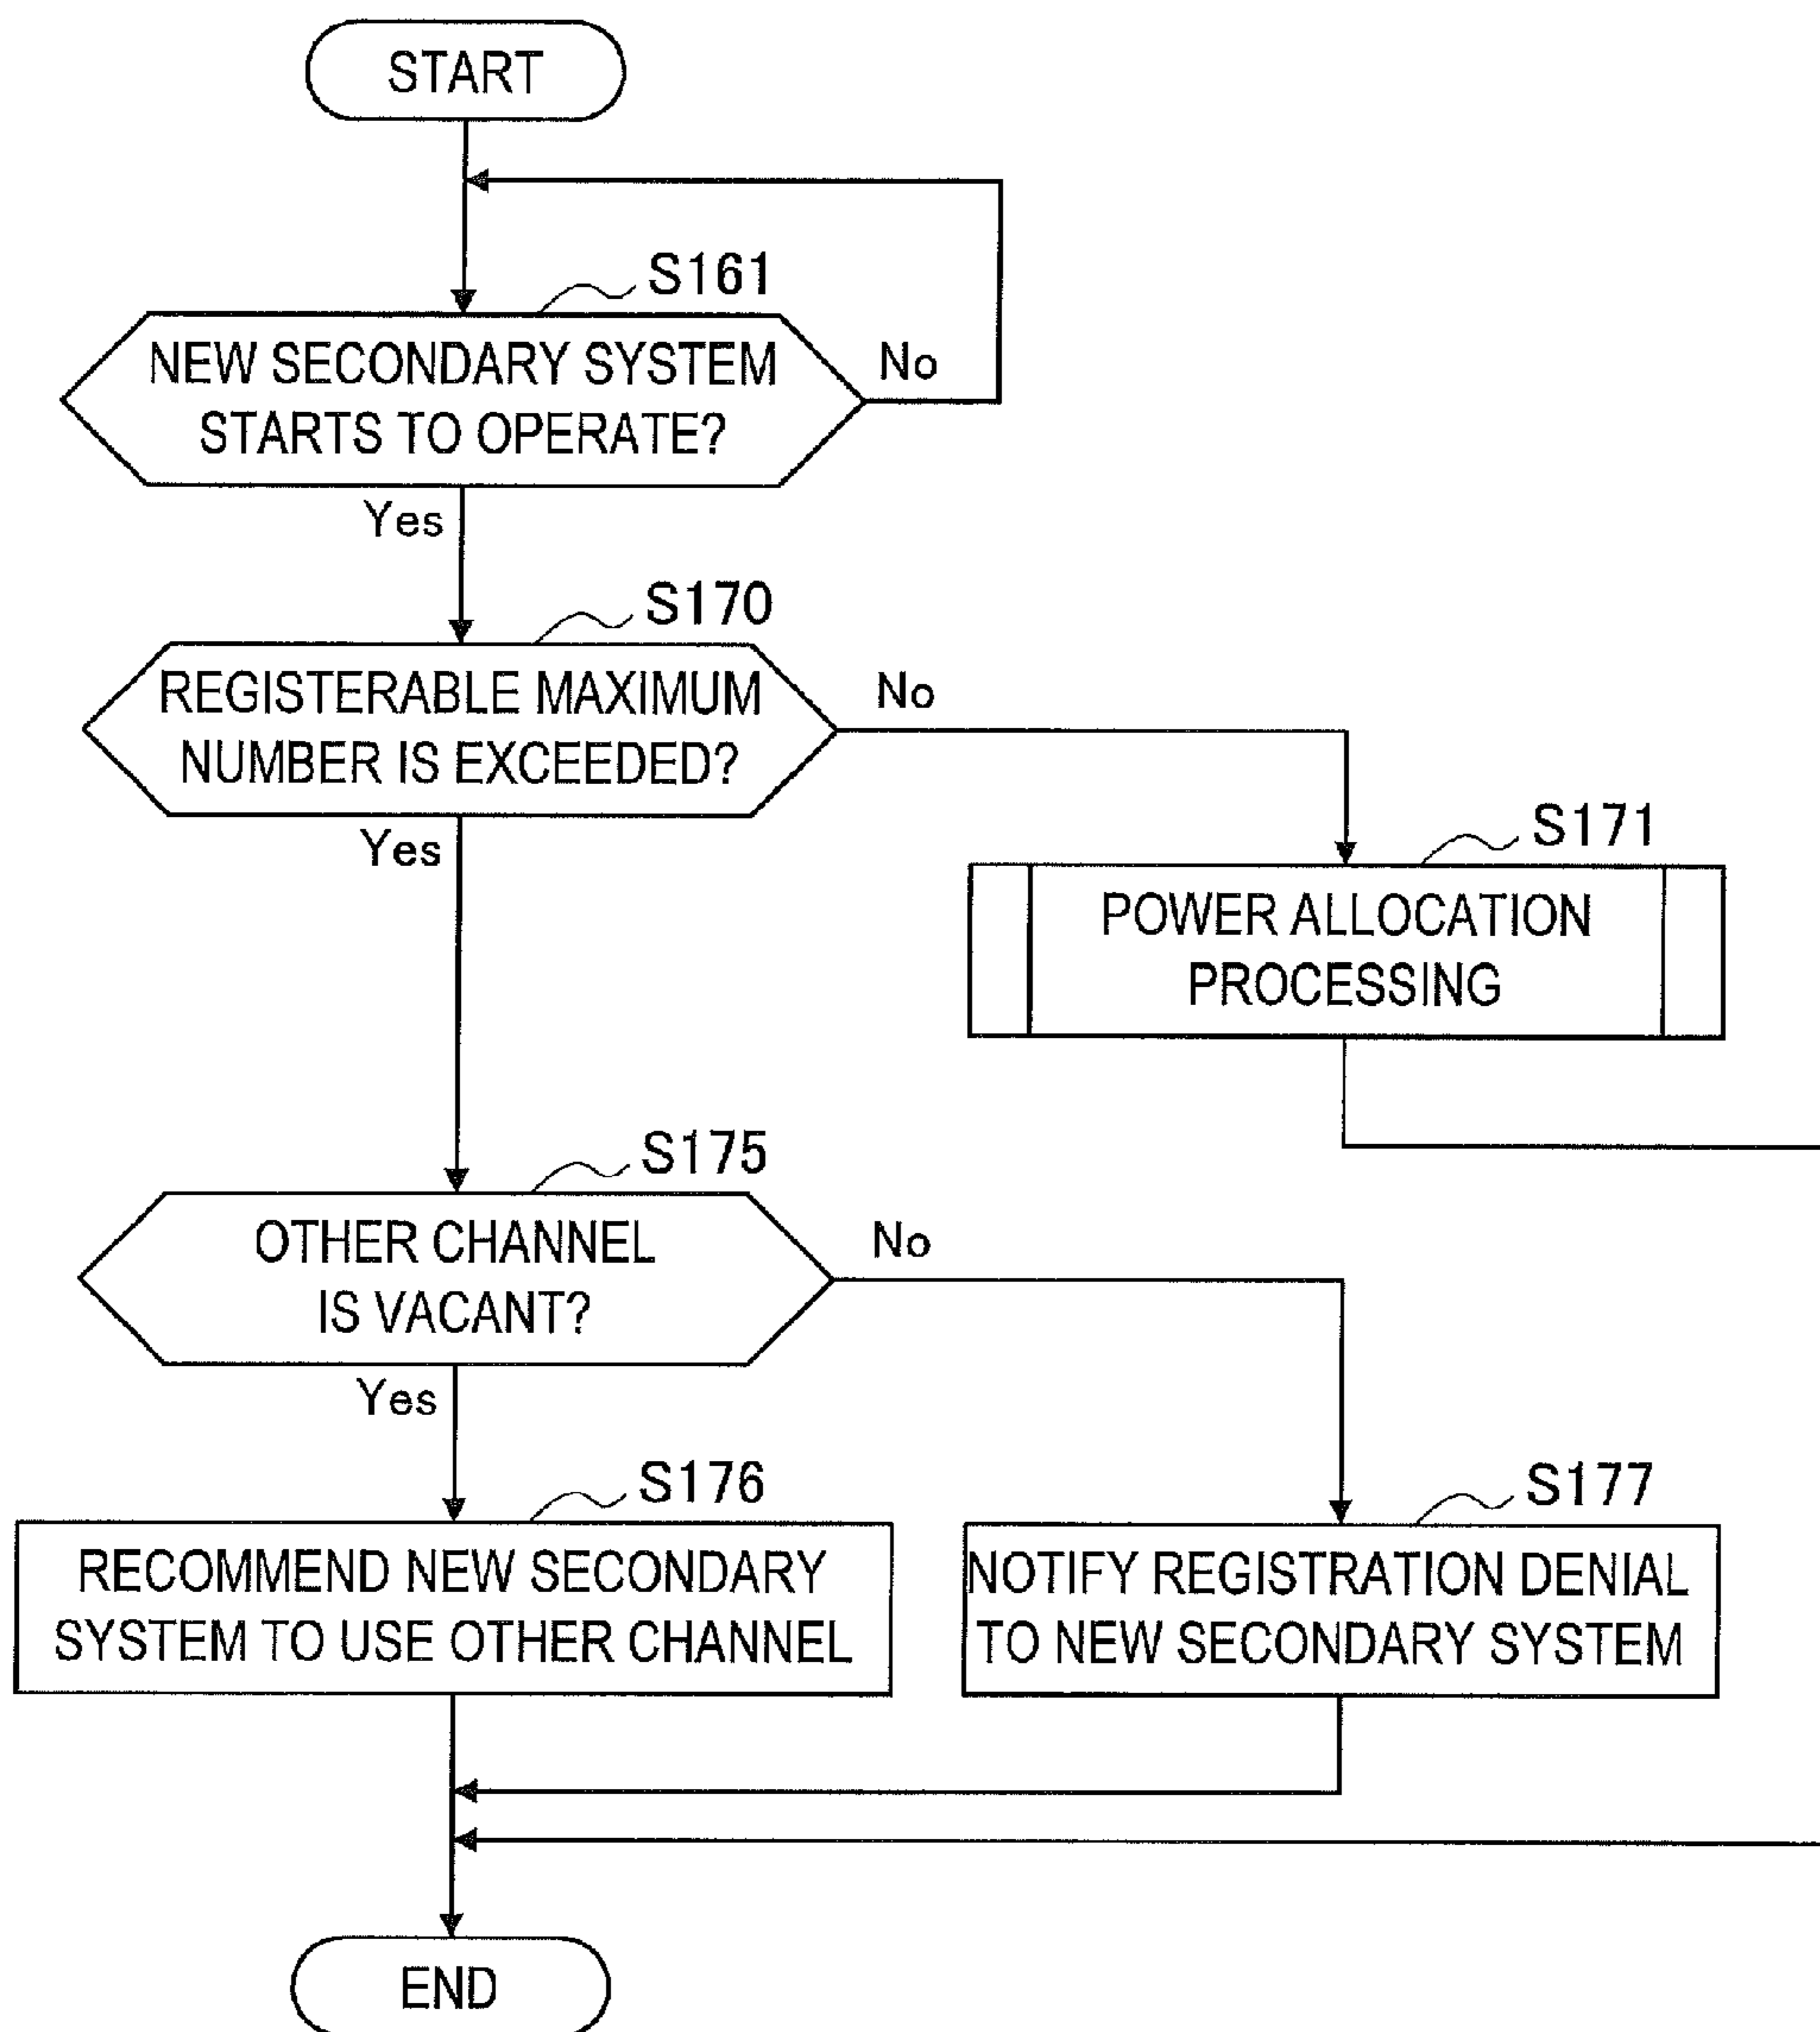 START
S161
NEW SECONDARY SYSTEM
STARTS TO OPERATE?
No
Yes
S170
REGISTERABLE MAXIMUM
NUMBER IS EXCEEDED?
No
Yes
S171
POWER ALLOCATION
PROCESSING
S175
OTHER CHANNEL
IS VACANT?
No
Yes
S176
RECOMMEND NEW SECONDARY
SYSTEM TO USE OTHER CHANNEL
S177
NOTIFY REGISTRATION DENIAL
TO NEW SECONDARY SYSTEM
END